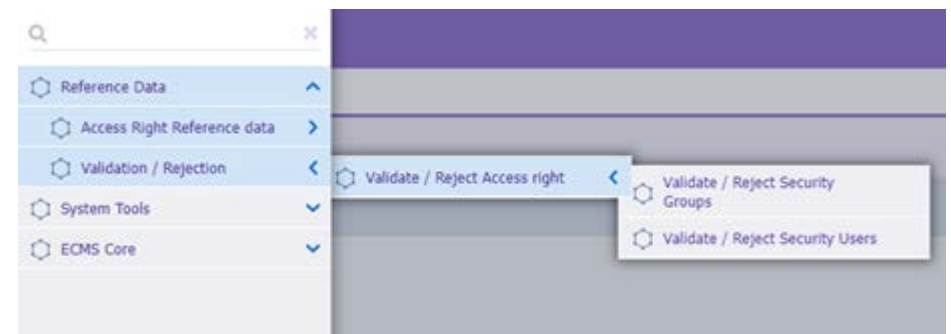 Reference Data
Access Right Reference data
Validation / Rejection
System Tools
ECMS Core
Validate / Reject Access right
Validate / Reject Security
Groups
Validate / Reject Security Users